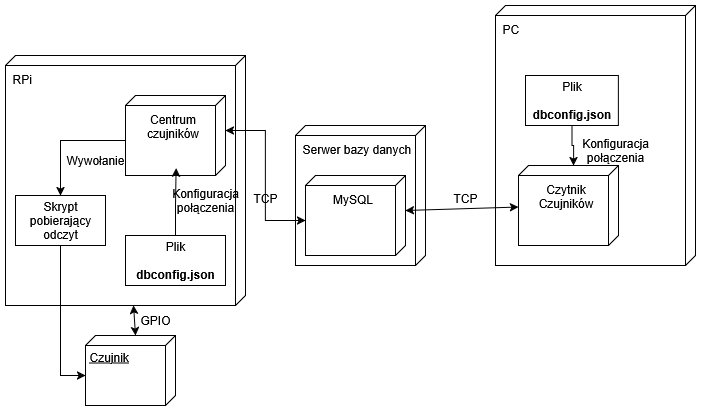 RPi
Centrum
czujników
Wywołanie
Skrypt
pobierający
odczyt
Konfiguracja
połączenia
Plik
dbconfig.json
GPIO
Czujnik
TCP
Serwer bazy danych
MySQL
TCP
PC
Plik
dbconfig.json
Konfiguracja
połączenia
Czytnik
Czujników